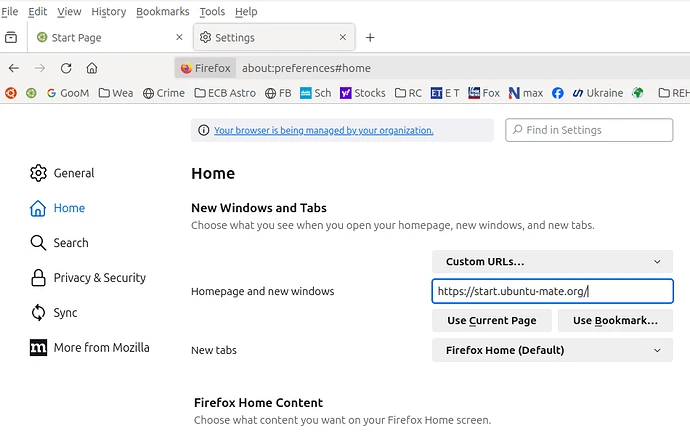 File Edit View History Bookmarks Tools Help
Start Page × Settings × +
Firefox about:preferences#home
GooM Wea Crime ECB Astro FB Sch Stocks RC ET E T Fox N max Ukraine REH
Your browser is being managed by your organization. Find in Settings
General
Home
Search
Privacy & Security
Sync
More from Mozilla
Home
New Windows and Tabs
Choose what you see when you open your homepage, new windows, and new tabs.
Custom URLs...
Homepage and new windows https://start.ubuntu-mate.org/
Use Current Page Use Bookmark...
New tabs Firefox Home (Default)
Firefox Home Content
Choose what content you want on your Firefox Home screen.